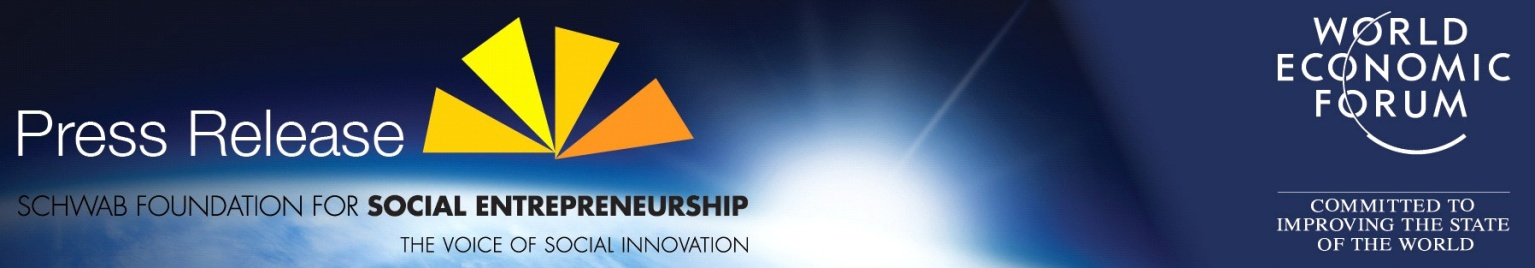 Press Release
SCHWAB FOUNDATION FOR SOCIAL ENTREPRENEURSHIP
THE VOICE OF SOCIAL INNOVATION
WORLD
ECONOMIC
FORUM
COMMITTED TO
IMPROVING THE STATE
OF THE WORLD